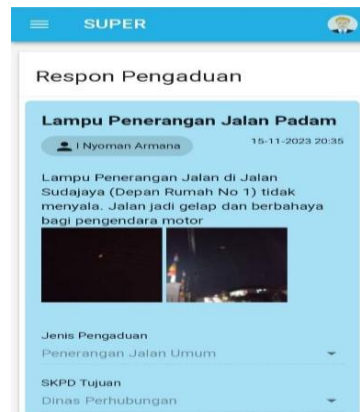 SUPER
Respon Pengaduan
Lampu Penerangan Jalan Padam
I Nyoman Armana
15-11-2023 20:35
Lampu Penerangan Jalan di Jalan
Sudajaya (Depan Rumah No 1) tidak
menyala. Jalan jadi gelap dan berbahaya
bagi pengendara motor
Jenis Pengaduan
Penerangan Jalan Umum
SKPD Tujuan
Dinas Perhubungan